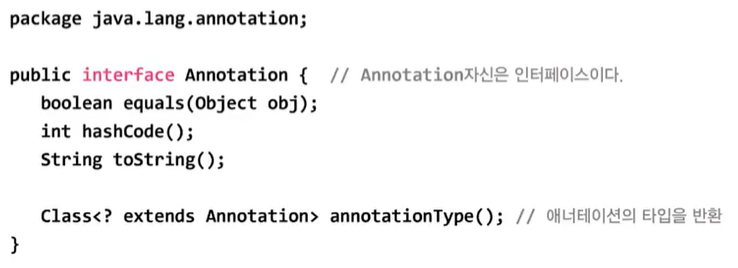 package java.lang.annotation;
public interface Annotation {  // Annotation자신은 인터페이스이다.
   boolean equals(Object obj);
   int hashCode();
   String toString();
   Class<? extends Annotation> annotationType(); // 애너테이션의 타입을 반환
}